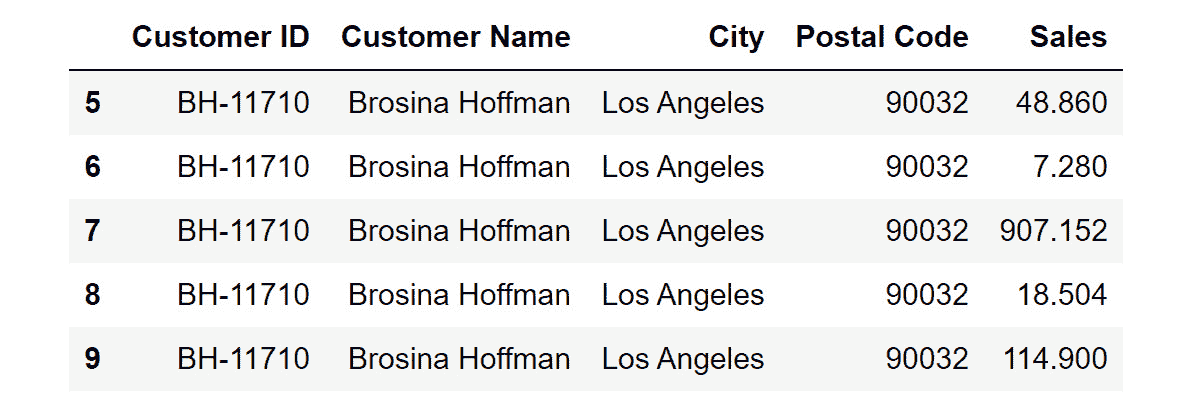 Customer ID Customer Name City Postal Code Sales
5 BH-11710 Brosina Hoffman Los Angeles 90032 48.860
6 BH-11710 Brosina Hoffman Los Angeles 90032 7.280
7 BH-11710 Brosina Hoffman Los Angeles 90032 907.152
8 BH-11710 Brosina Hoffman Los Angeles 90032 18.504
9 BH-11710 Brosina Hoffman Los Angeles 90032 114.900